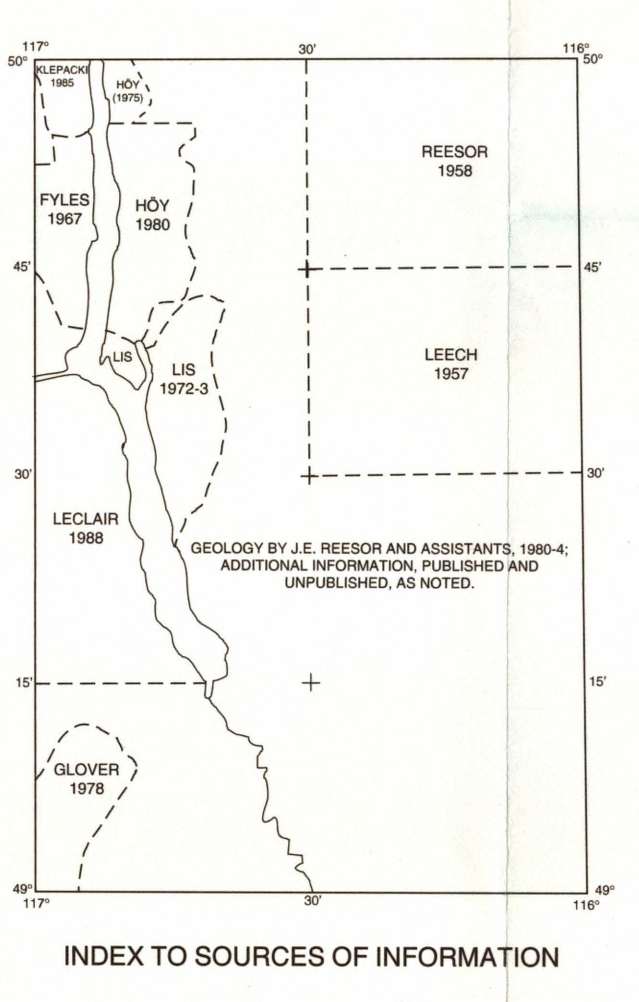 117° 30' 116°
50° 50°
KLEPACKI
1985
HÖY
(1975)
REESOR
1958
FYLES
1967
HÖY
1980
45' 45'
LIS
LIS
1972-3
LEECH
1957
30' 30'
LECLAIR
1988
GEOLOGY BY J.E. REESOR AND ASSISTANTS, 1980-4;
ADDITIONAL INFORMATION, PUBLISHED AND
UNPUBLISHED, AS NOTED.
15' 15'
GLOVER
1978
49° 49°
117° 30' 116°
INDEX TO SOURCES OF INFORMATION